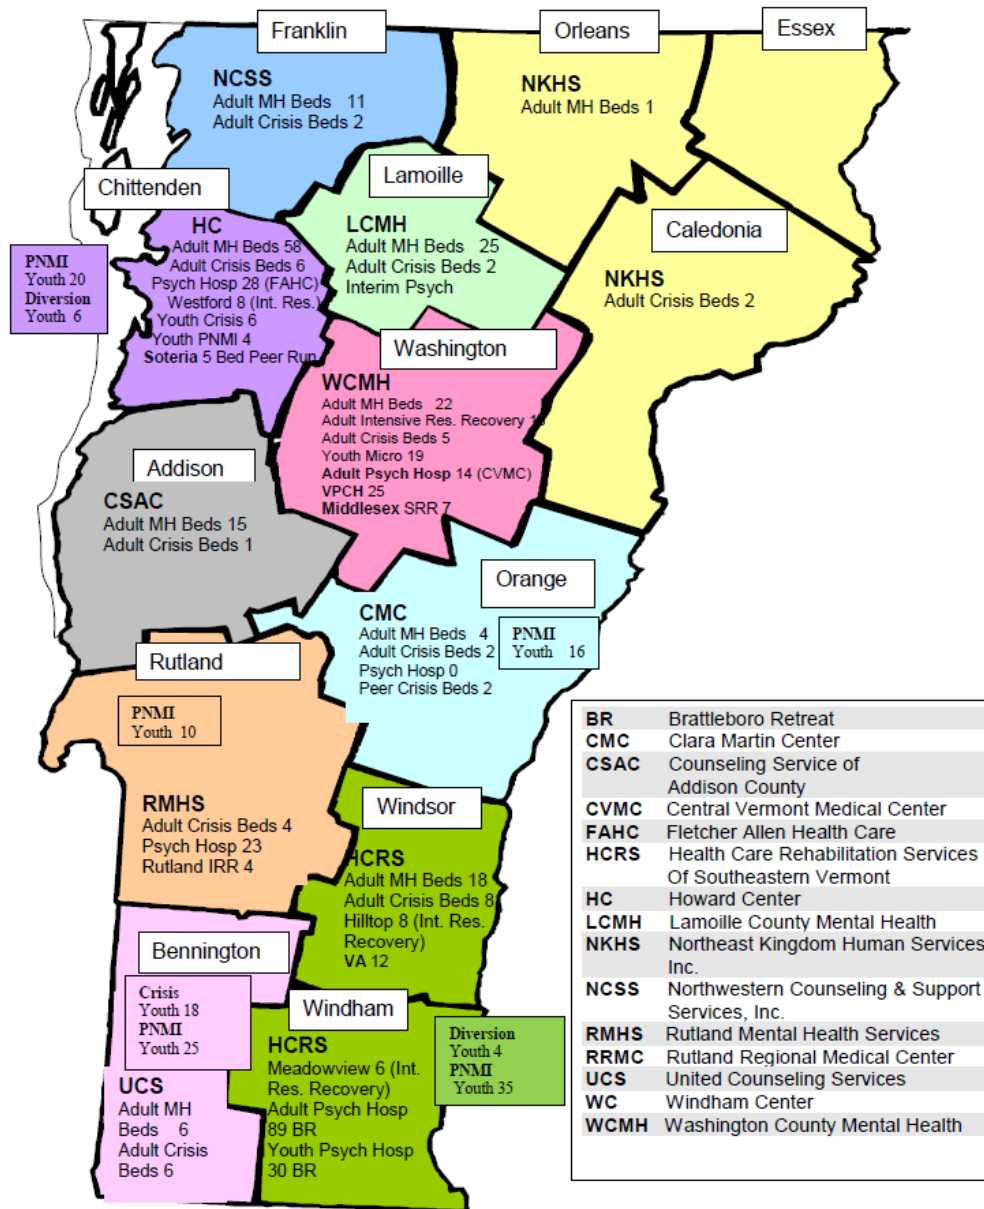 Franklin
Orleans
Essex
NCSS
Adult MH Beds 11
Adult Crisis Beds 2
NKHS
Adult MH Beds 1
Chittenden
Lamoille
HC
Adult MH Beds 58
Adult Crisis Beds 6
Psych Hosp 28 (FAHC)
Westford 8 (Int. Res.)
Youth Crisis 6
Youth PNMI 4
Soteria 5 Bed Peer Run
PNMI
Youth 20
Diversion
Youth 6
LCMH
Adult MH Beds 25
Adult Crisis Beds 2
Interim Psych
Caledonia
NKHS
Adult Crisis Beds 2
Washington
WCMH
Adult MH Beds 22
Adult Intensive Res. Recovery
Adult Crisis Beds 5
Youth Micro 19
Adult Psych Hosp 14 (CVMC)
VPCH 25
Middlesex SRR 7
Addison
CSAC
Adult MH Beds 15
Adult Crisis Beds 1
Orange
CMC
Adult MH Beds 4
Adult Crisis Beds 2
Psych Hosp 0
Peer Crisis Beds 2
PNMI
Youth 16
Rutland
PNMI
Youth 10
RMHS
Adult Crisis Beds 4
Psych Hosp 23
Rutland IRR 4
Windsor
HCRS
Adult MH Beds 18
Adult Crisis Beds 8
Hilltop 8 (Int. Res.
Recovery)
VA 12
Bennington
Crisis
Youth 18
PNMI
Youth 25
UCS
Adult MH
Beds 6
Adult Crisis
Beds 6
Windham
HCRS
Meadowview 6 (Int.
Res. Recovery)
Adult Psych Hosp
89 BR
Youth Psych Hosp
30 BR
Diversion
Youth 4
PNMI
Youth 35
BR Brattleboro Retreat
CMC Clara Martin Center
CSAC Counseling Service of
Addison County
CVMC Central Vermont Medical Center
FAHC Fletcher Allen Health Care
HCRS Health Care Rehabilitation Services
Of Southeastern Vermont
HC Howard Center
LCMH Lamoille County Mental Health
NKHS Northeast Kingdom Human Services
Inc.
NCSS Northwestern Counseling & Support
Services, Inc.
RMHS Rutland Mental Health Services
RRMC Rutland Regional Medical Center
UCS United Counseling Services
WC Windham Center
WCMH Washington County Mental Health